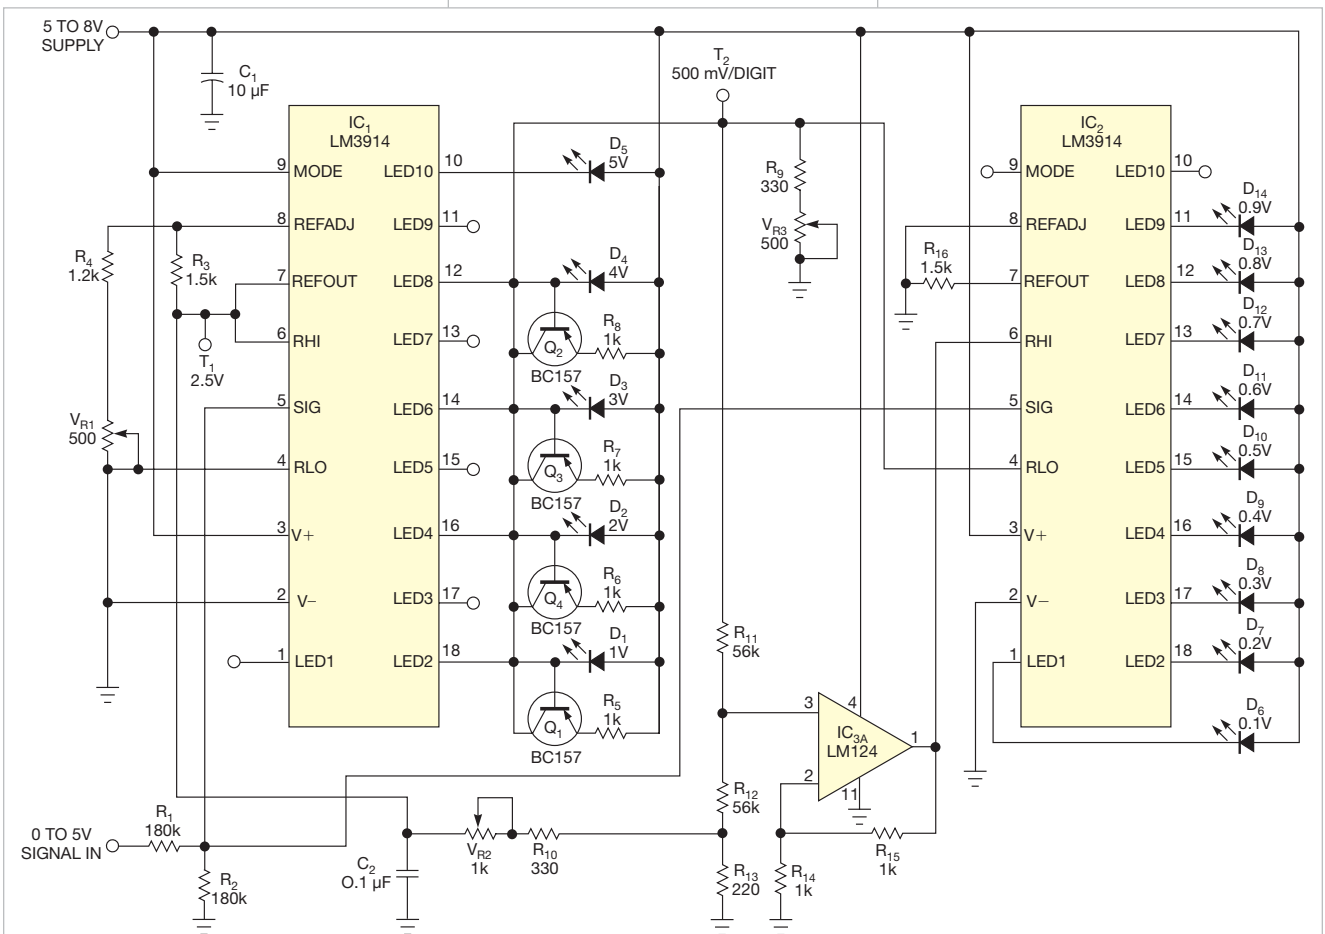 5 TO 8V
SUPPLY
C1
10 µF
T2
500 mV/DIGIT
IC1
LM3914
9 MODE
8 REFADJ
7 REFOUT
6 RHI
5 SIG
4 RLO
3 V+
2 V−
1 LED1
LED10 10
LED9 11
LED8 12
LED7 13
LED6 14
LED5 15
LED4 16
LED3 17
LED2 18
R4
1.2k
R3
1.5k
T1
2.5V
VR1
500
D5
5V
D4
4V
R8
1k
Q2
BC157
D3
3V
R7
1k
Q3
BC157
D2
2V
R6
1k
Q4
BC157
D1
1V
R5
1k
Q1
BC157
R9
330
VR3
500
R16
1.5k
IC2
LM3914
9 MODE
8 REFADJ
7 REFOUT
6 RHI
5 SIG
4 RLO
3 V+
2 V−
1 LED1
LED10 10
LED9 11
LED8 12
LED7 13
LED6 14
LED5 15
LED4 16
LED3 17
LED2 18
D14
0.9V
D13
0.8V
D12
0.7V
D11
0.6V
D10
0.5V
D9
0.4V
D8
0.3V
D7
0.2V
D6
0.1V
R11
56k
3
4
IC3A
LM124
1
2
11
R12
56k
R15
1k
R14
1k
R13
220
0 TO 5V
SIGNAL IN
R1
180k
R2
180k
C2
O.1 µF
VR2
1k
R10
330